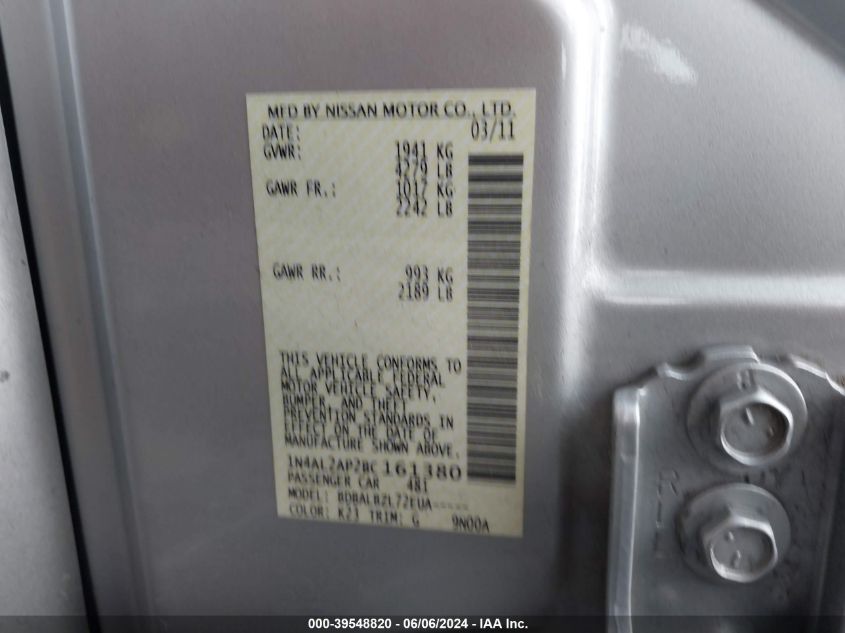 MFD BY NISSAN MOTOR CO., LTD.
DATE: 03/11
GVWR: 1941 KG
4279 LB
GAWR FR.: 1017 KG
2242 LB
GAWR RR.: 993 KG
2189 LB
THIS VEHICLE CONFORMS TO
ALL APPLICABLE FEDERAL
MOTOR VEHICLE SAFETY,
BUMPER, AND THEFT
PREVENTION STANDARDS IN
EFFECT ON THE DATE OF
MANUFACTURE SHOWN ABOVE.
1N4AL2AP2BC161380
PASSENGER CAR 481
MODEL: BDBALBZL72EUA-----
COLOR: K23 TRIM: G 9N00A
000-39548820 - 06/06/2024 - IAA Inc.